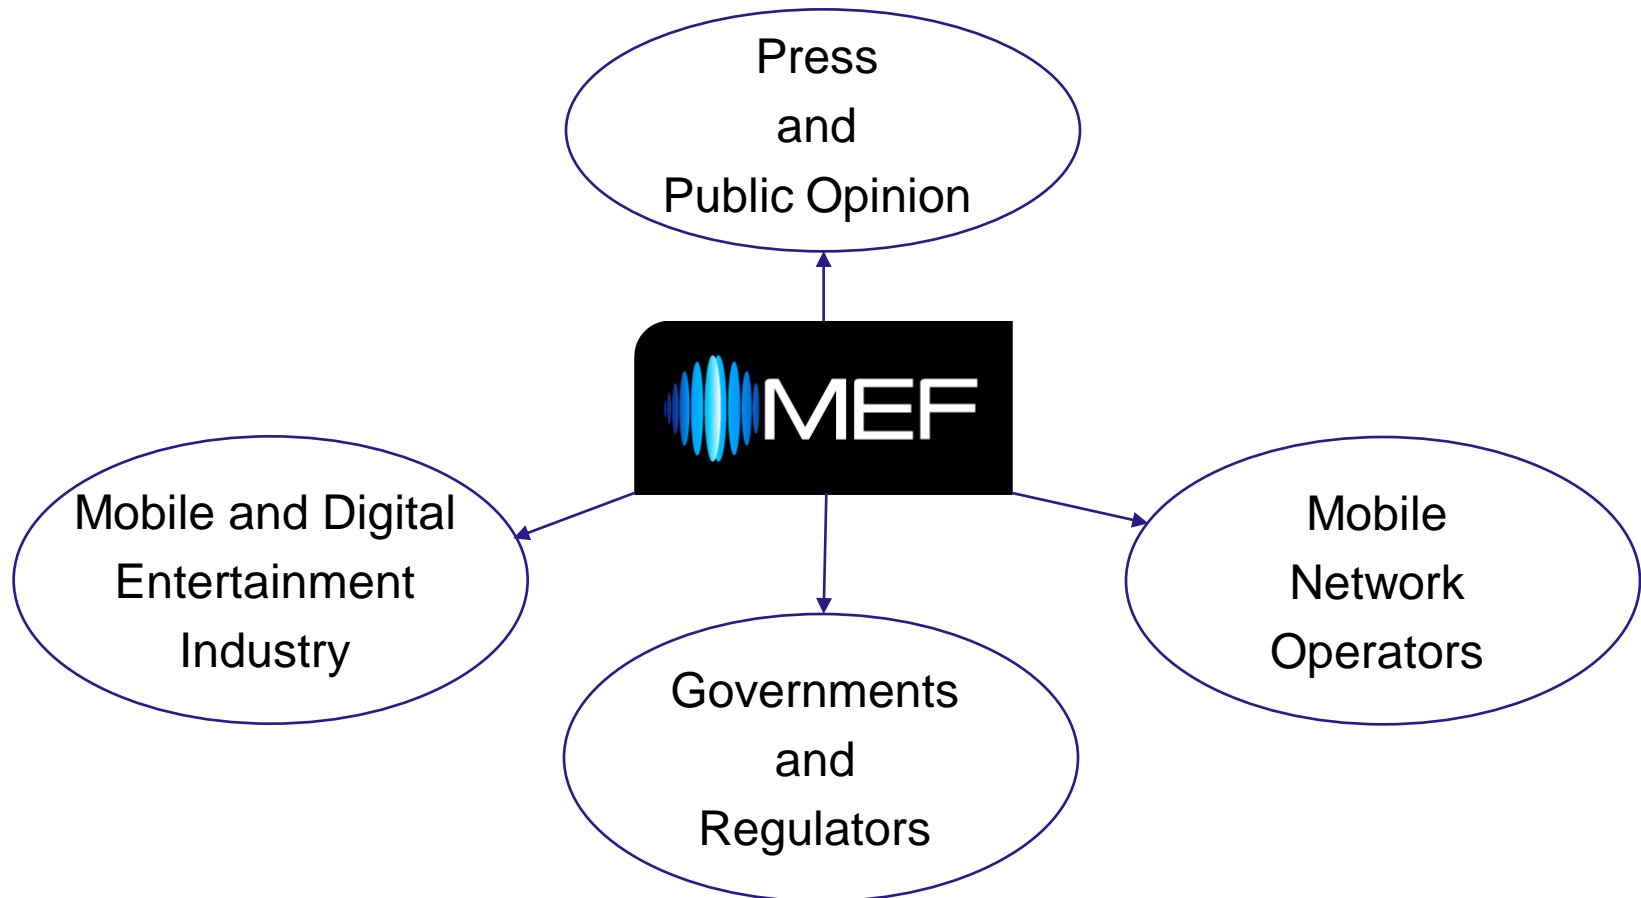 Press
and
Public Opinion
MEF
Mobile and Digital
Entertainment
Industry
Mobile
Network
Operators
Governments
and
Regulators